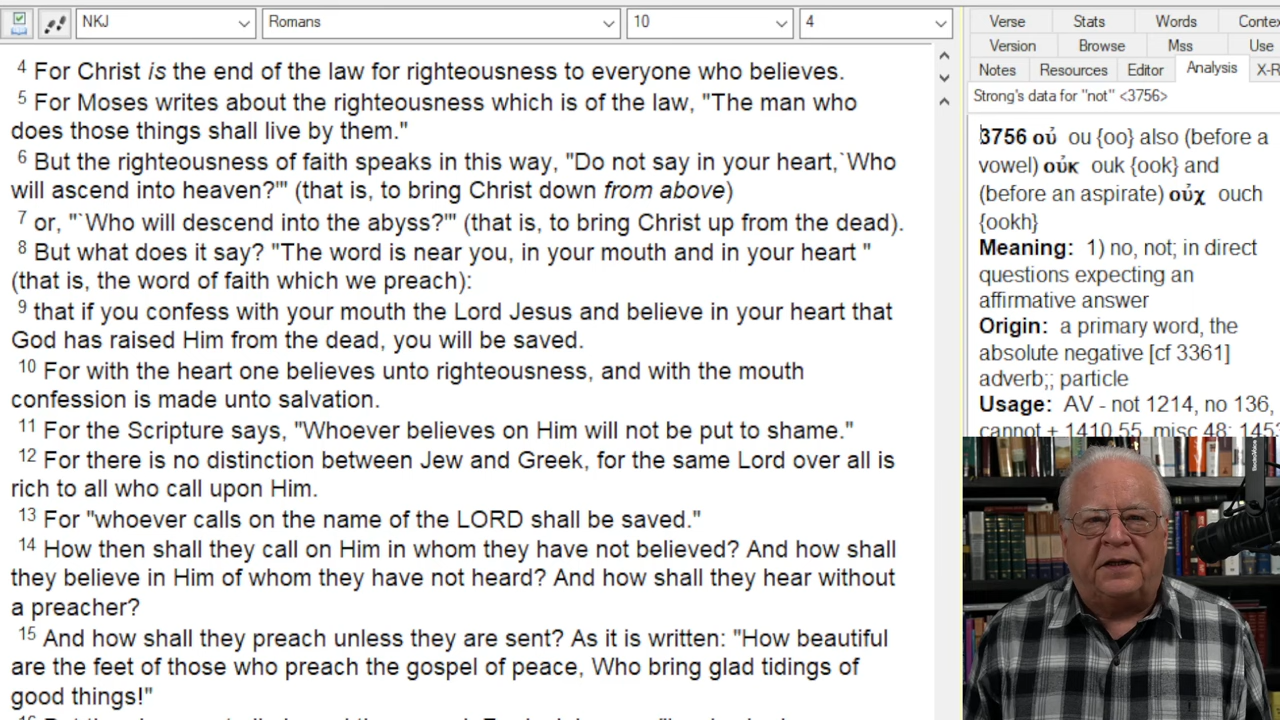 NKJ Romans 10 4
4 For Christ is the end of the law for righteousness to everyone who believes.
5 For Moses writes about the righteousness which is of the law, "The man who
does those things shall live by them."
6 But the righteousness of faith speaks in this way, "Do not say in your heart,`Who
will ascend into heaven?'" (that is, to bring Christ down from above)
7 or, "`Who will descend into the abyss?'" (that is, to bring Christ up from the dead).
8 But what does it say? "The word is near you, in your mouth and in your heart "
(that is, the word of faith which we preach):
9 that if you confess with your mouth the Lord Jesus and believe in your heart that
God has raised Him from the dead, you will be saved.
10 For with the heart one believes unto righteousness, and with the mouth
confession is made unto salvation.
11 For the Scripture says, "Whoever believes on Him will not be put to shame."
12 For there is no distinction between Jew and Greek, for the same Lord over all is
rich to all who call upon Him.
13 For "whoever calls on the name of the LORD shall be saved."
14 How then shall they call on Him in whom they have not believed? And how shall
they believe in Him of whom they have not heard? And how shall they hear without
a preacher?
15 And how shall they preach unless they are sent? As it is written: "How beautiful
are the feet of those who preach the gospel of peace, Who bring glad tidings of
good things!"
Verse Stats Words Contex
Version Browse Mss Use
Notes Resources Editor Analysis X-R
Strong's data for "not" <3756>
3756 οὐ ou {oo} also (before a
vowel) οὐκ ouk {ook} and
(before an aspirate) οὐχ ouch
{ookh}
Meaning: 1) no, not; in direct
questions expecting an
affirmative answer
Origin: a primary word, the
absolute negative [cf 3361]
adverb;; particle
Usage: AV - not 1214, no 136,
cannot + 1410 55, misc 48; 1453